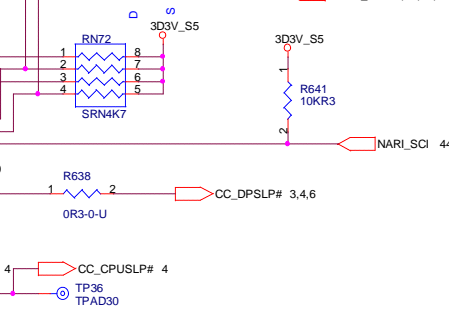 D
S
3D3V_S5
RN72
1 8
2 7
3 6
4 5
SRN4K7
3D3V_S5
1
R641
10KR3
2
NARI_SCI 44
R638
1 2
CC_DPSLP# 3,4,6
0R3-0-U
4 CC_CPUSLP# 4
TP36
TPAD30